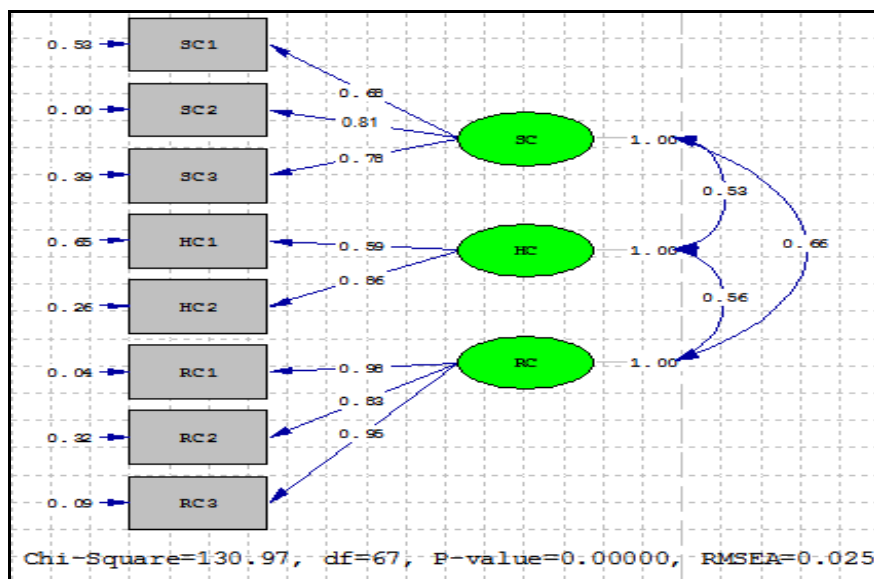 0.53 SC1
0.68
0.00 SC2
0.81
SC 1.00
0.39 SC3
0.78
0.53
0.65 HC1
0.59
HC 1.00
0.66
0.26 HC2
0.86
0.56
0.04 RC1
0.98
RC 1.00
0.32 RC2
0.83
0.09 RC3
0.95
Chi-Square=130.97, df=67, P-value=0.00000, RMSEA=0.025